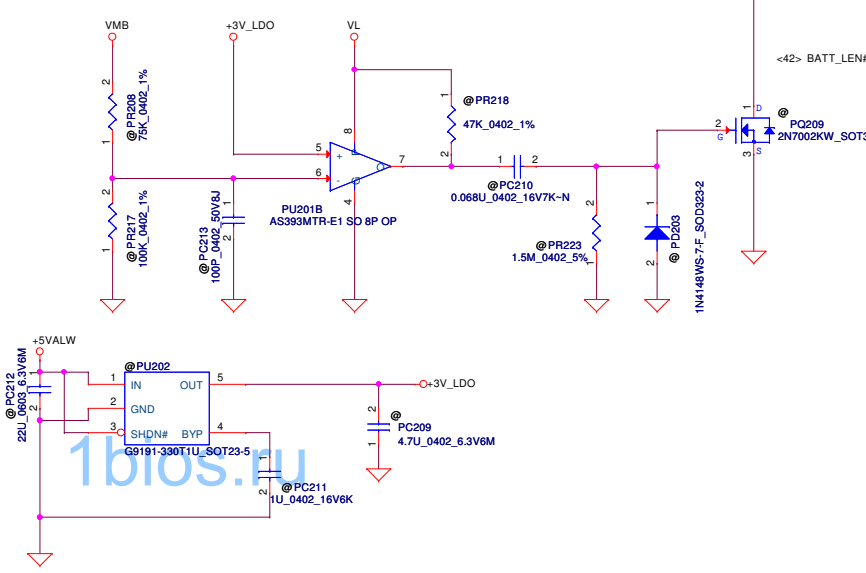 VMB
+3V_LDO
VL
<42> BATT_LEN#
2
1
@PR208
75K_0402_1%
1
2
@PR218
47K_0402_1%
1
D
2
G
3
S
@
PQ209
2N7002KW_SOT3
8
5
+
6
-
P
O
G
7
4
PU201B
AS393MTR-E1 SO 8P OP
1
2
@PC210
0.068U_0402_16V7K~N
2
1
@PR217
100K_0402_1%
1
2
@PC213
100P_0402_50V8J
2
1
@PR223
1.5M_0402_5%
1
2
@PD203
1N4148WS-7-F_SOD323-2
+5VALW
1
2
@PC212
22U_0603_6.3V6M
@PU202
1
IN
OUT
5
2
GND
3
SHDN#
BYP
4
G9191-330T1U_SOT23-5
+3V_LDO
2
1
@
PC209
4.7U_0402_6.3V6M
1
2
@PC211
1U_0402_16V6K
1bios.ru